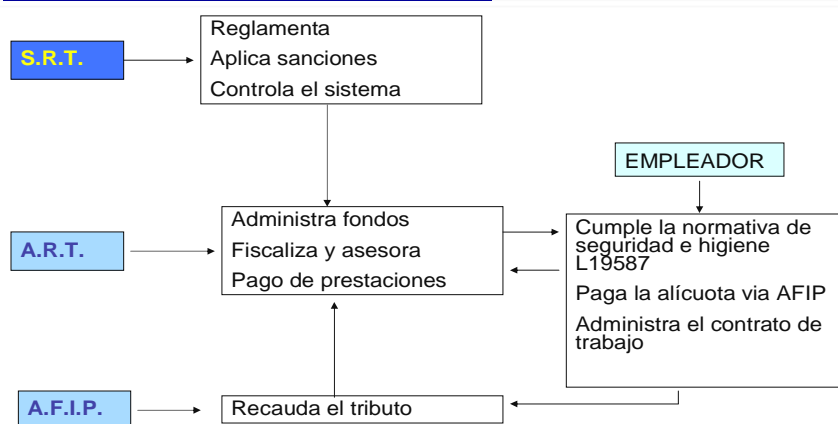 S.R.T.
Reglamenta
Aplica sanciones
Controla el sistema
EMPLEADOR
A.R.T.
Administra fondos
Fiscaliza y asesora
Pago de prestaciones
Cumple la normativa de
seguridad e higiene
L19587
Paga la alícuota via AFIP
Administra el contrato de
trabajo
A.F.I.P.
Recauda el tributo